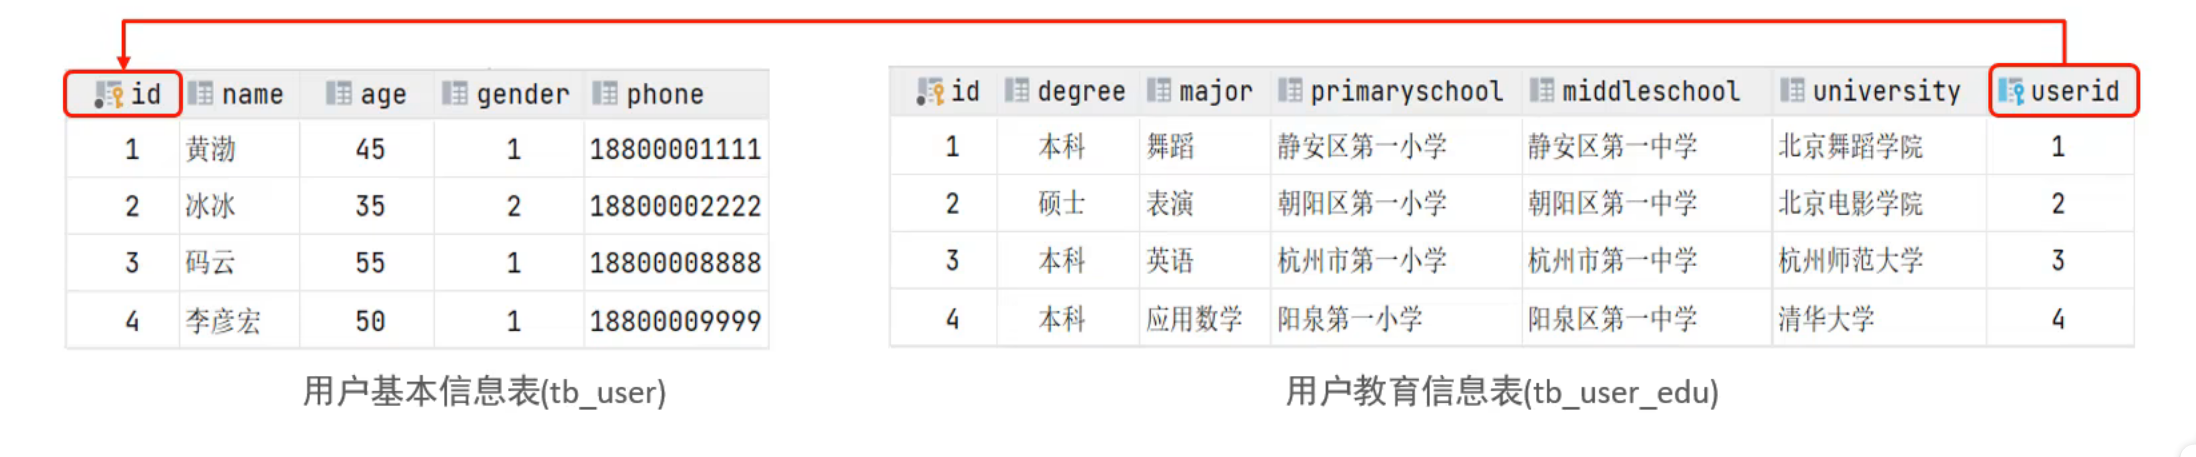 id name age gender phone
1 黄渤 45 1 18800001111
2 冰冰 35 2 18800002222
3 码云 55 1 18800008888
4 李彦宏 50 1 18800009999
用户基本信息表(tb_user)
id degree major primaryschool middleschool university userid
1 本科 舞蹈 静安区第一小学 静安区第一中学 北京舞蹈学院 1
2 硕士 表演 朝阳区第一小学 朝阳区第一中学 北京电影学院 2
3 本科 英语 杭州市第一小学 杭州市第一中学 杭州师范大学 3
4 本科 应用数学 阳泉第一小学 阳泉区第一中学 清华大学 4
用户教育信息表(tb_user_edu)